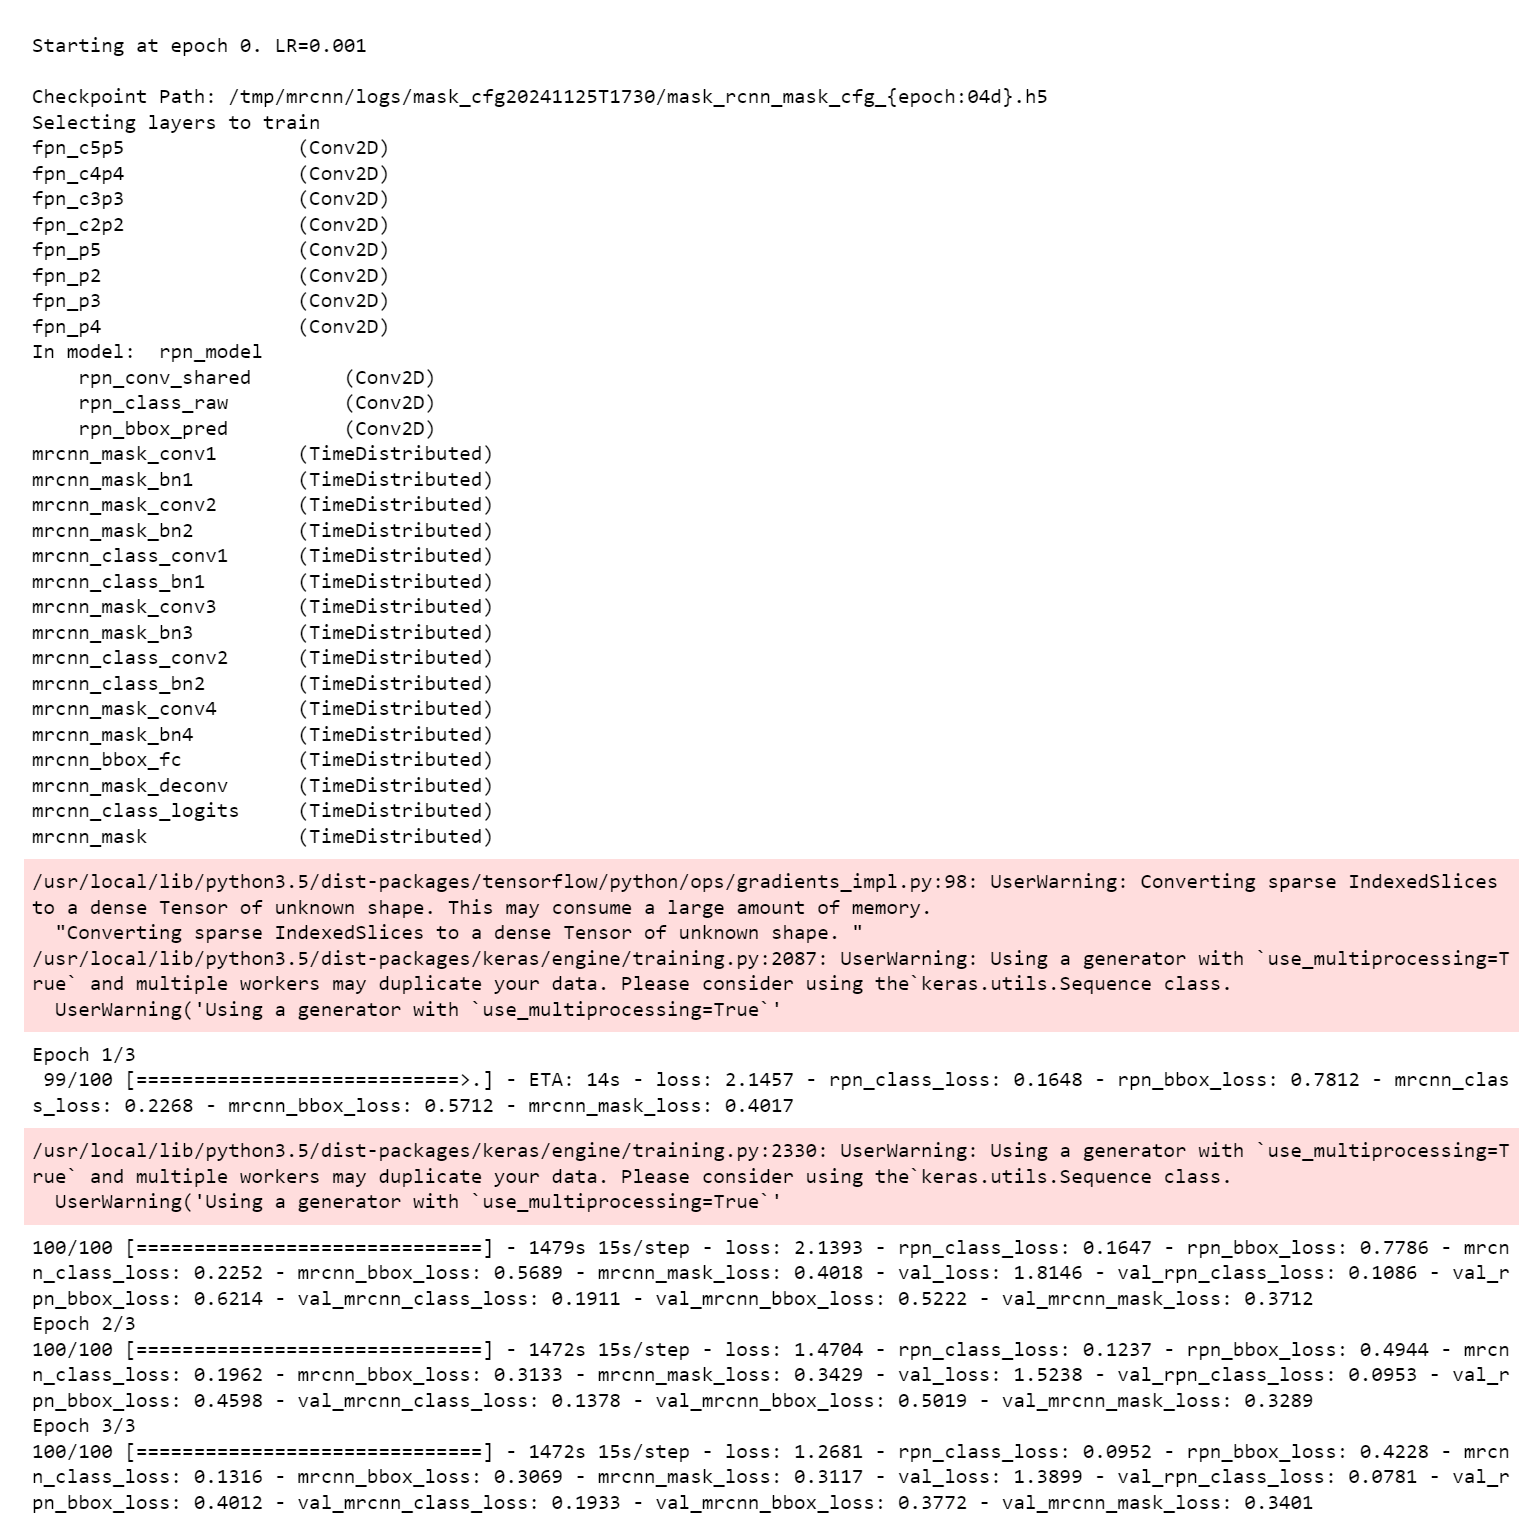 Starting at epoch 0. LR=0.001

Checkpoint Path: /tmp/mrcnn/logs/mask_cfg20241125T1730/mask_rcnn_mask_cfg_{epoch:04d}.h5
Selecting layers to train
fpn_c5p5               (Conv2D)
fpn_c4p4               (Conv2D)
fpn_c3p3               (Conv2D)
fpn_c2p2               (Conv2D)
fpn_p5                 (Conv2D)
fpn_p2                 (Conv2D)
fpn_p3                 (Conv2D)
fpn_p4                 (Conv2D)
In model:  rpn_model
    rpn_conv_shared        (Conv2D)
    rpn_class_raw          (Conv2D)
    rpn_bbox_pred          (Conv2D)
mrcnn_mask_conv1       (TimeDistributed)
mrcnn_mask_bn1         (TimeDistributed)
mrcnn_mask_conv2       (TimeDistributed)
mrcnn_mask_bn2         (TimeDistributed)
mrcnn_class_conv1      (TimeDistributed)
mrcnn_class_bn1        (TimeDistributed)
mrcnn_mask_conv3       (TimeDistributed)
mrcnn_mask_bn3         (TimeDistributed)
mrcnn_class_conv2      (TimeDistributed)
mrcnn_class_bn2        (TimeDistributed)
mrcnn_mask_conv4       (TimeDistributed)
mrcnn_mask_bn4         (TimeDistributed)
mrcnn_bbox_fc          (TimeDistributed)
mrcnn_mask_deconv      (TimeDistributed)
mrcnn_class_logits     (TimeDistributed)
mrcnn_mask             (TimeDistributed)
/usr/local/lib/python3.5/dist-packages/tensorflow/python/ops/gradients_impl.py:98: UserWarning: Converting sparse IndexedSlices
to a dense Tensor of unknown shape. This may consume a large amount of memory.
  "Converting sparse IndexedSlices to a dense Tensor of unknown shape. "
/usr/local/lib/python3.5/dist-packages/keras/engine/training.py:2087: UserWarning: Using a generator with `use_multiprocessing=T
rue` and multiple workers may duplicate your data. Please consider using the`keras.utils.Sequence class.
  UserWarning('Using a generator with `use_multiprocessing=True`'
Epoch 1/3
 99/100 [============================>.] - ETA: 14s - loss: 2.1457 - rpn_class_loss: 0.1648 - rpn_bbox_loss: 0.7812 - mrcnn_clas
s_loss: 0.2268 - mrcnn_bbox_loss: 0.5712 - mrcnn_mask_loss: 0.4017
/usr/local/lib/python3.5/dist-packages/keras/engine/training.py:2330: UserWarning: Using a generator with `use_multiprocessing=T
rue` and multiple workers may duplicate your data. Please consider using the`keras.utils.Sequence class.
  UserWarning('Using a generator with `use_multiprocessing=True`'
100/100 [==============================] - 1479s 15s/step - loss: 2.1393 - rpn_class_loss: 0.1647 - rpn_bbox_loss: 0.7786 - mrcn
n_class_loss: 0.2252 - mrcnn_bbox_loss: 0.5689 - mrcnn_mask_loss: 0.4018 - val_loss: 1.8146 - val_rpn_class_loss: 0.1086 - val_r
pn_bbox_loss: 0.6214 - val_mrcnn_class_loss: 0.1911 - val_mrcnn_bbox_loss: 0.5222 - val_mrcnn_mask_loss: 0.3712
Epoch 2/3
100/100 [==============================] - 1472s 15s/step - loss: 1.4704 - rpn_class_loss: 0.1237 - rpn_bbox_loss: 0.4944 - mrcn
n_class_loss: 0.1962 - mrcnn_bbox_loss: 0.3133 - mrcnn_mask_loss: 0.3429 - val_loss: 1.5238 - val_rpn_class_loss: 0.0953 - val_r
pn_bbox_loss: 0.4598 - val_mrcnn_class_loss: 0.1378 - val_mrcnn_bbox_loss: 0.5019 - val_mrcnn_mask_loss: 0.3289
Epoch 3/3
100/100 [==============================] - 1472s 15s/step - loss: 1.2681 - rpn_class_loss: 0.0952 - rpn_bbox_loss: 0.4228 - mrcn
n_class_loss: 0.1316 - mrcnn_bbox_loss: 0.3069 - mrcnn_mask_loss: 0.3117 - val_loss: 1.3899 - val_rpn_class_loss: 0.0781 - val_r
pn_bbox_loss: 0.4012 - val_mrcnn_class_loss: 0.1933 - val_mrcnn_bbox_loss: 0.3772 - val_mrcnn_mask_loss: 0.3401